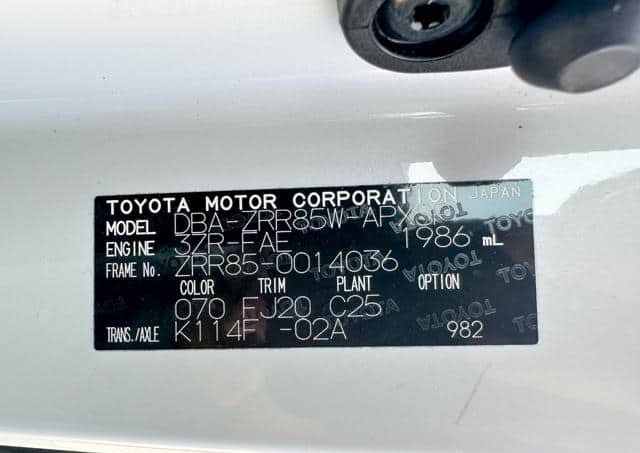 TOYOTA MOTOR CORPORATION JAPAN
MODEL DBA-ZRR85W-APXGK
ENGINE 3ZR-FAE 1986 mL
FRAME No. ZRR85-0014036
COLOR TRIM PLANT OPTION
070 FJ20 C25
TRANS./AXLE K114F -02A 982